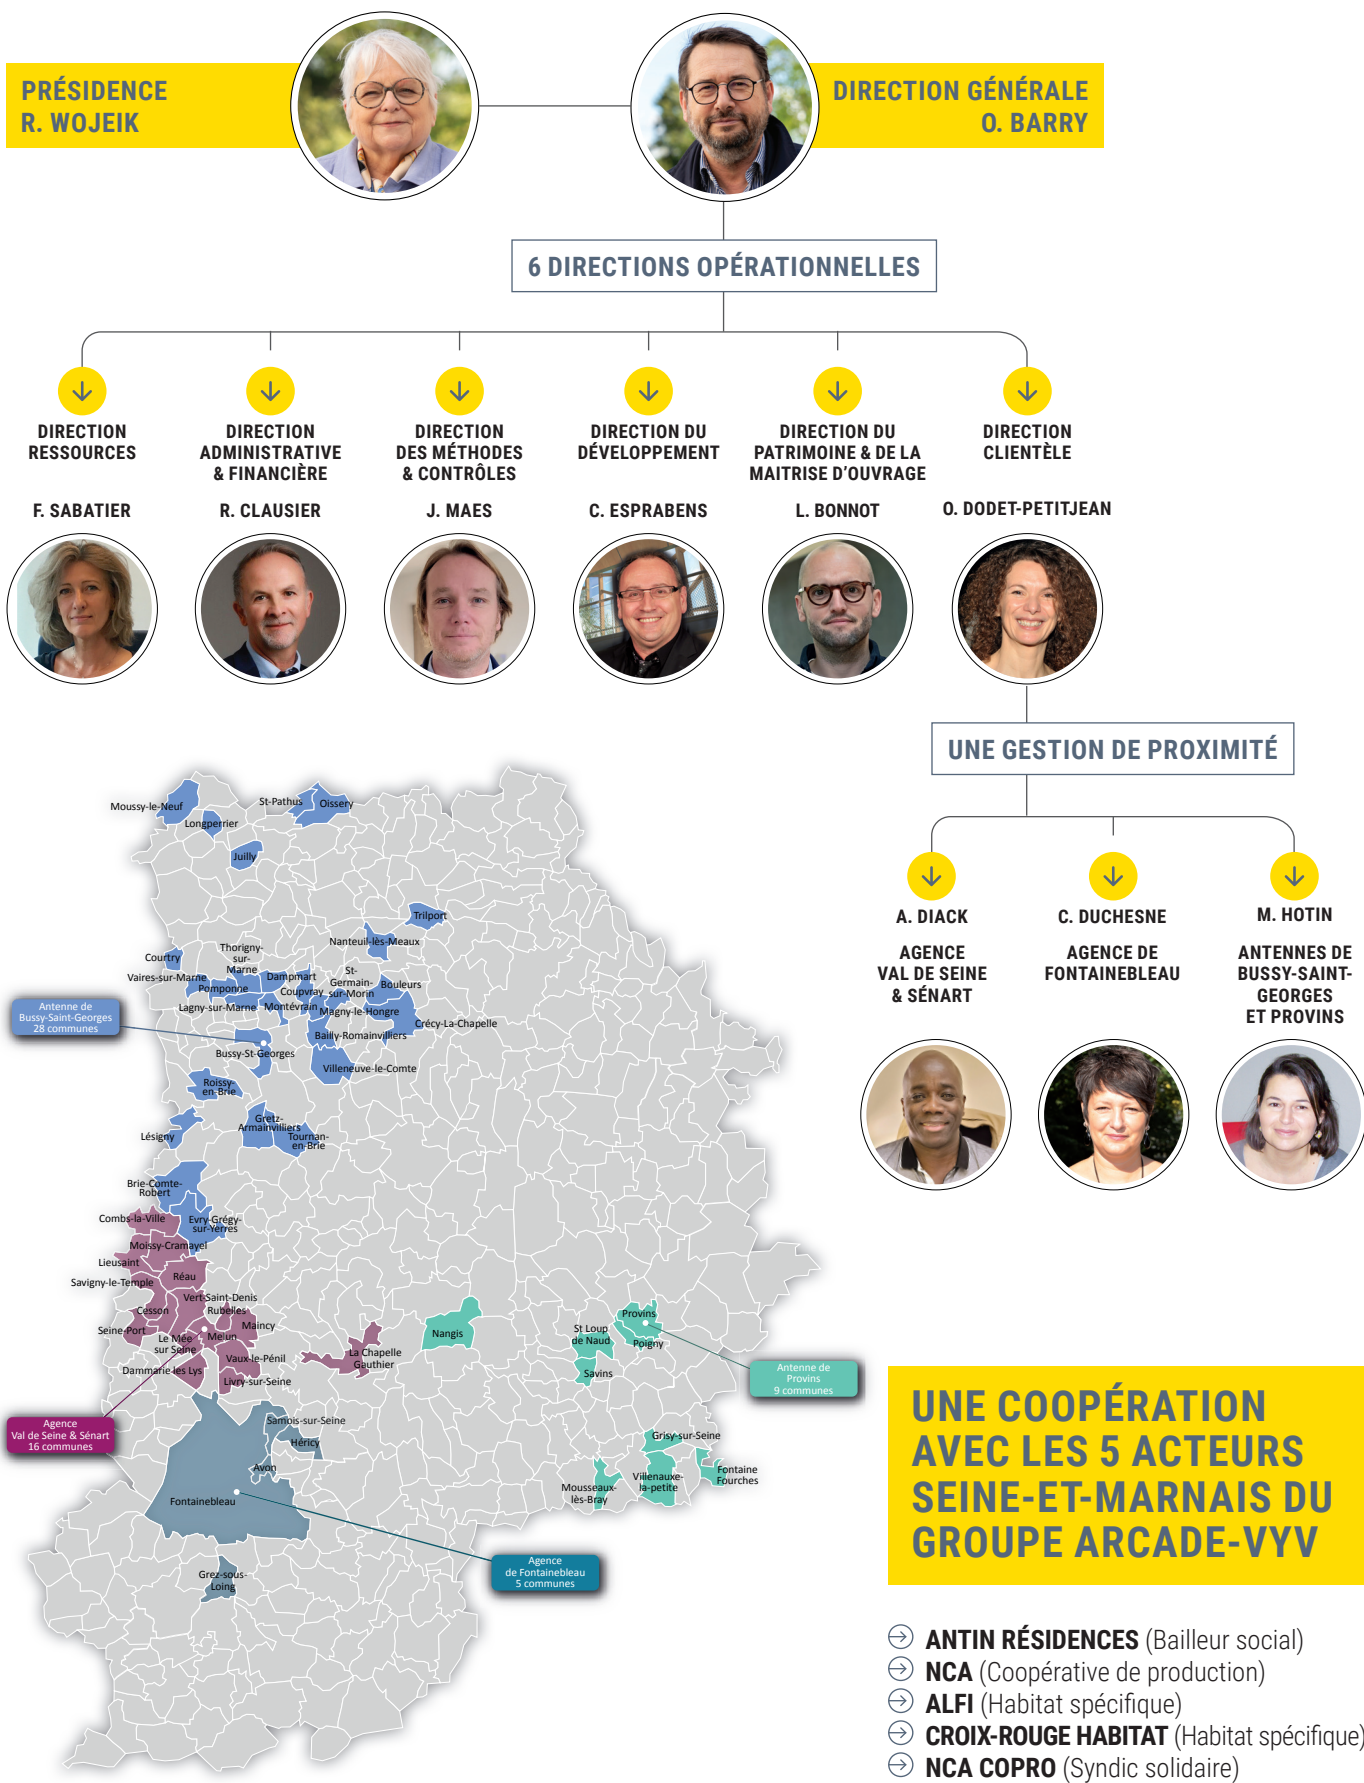 PRÉSIDENCE
R. WOJEIK
DIRECTION GÉNÉRALE
O. BARRY
6 DIRECTIONS OPÉRATIONNELLES
DIRECTION
RESSOURCES
F. SABATIER
DIRECTION
ADMINISTRATIVE
& FINANCIÈRE
R. CLAUSIER
DIRECTION
DES MÉTHODES
& CONTRÔLES
J. MAES
DIRECTION DU
DÉVELOPPEMENT
C. ESPRABENS
DIRECTION DU
PATRIMOINE & DE LA
MAITRISE D'OUVRAGE
L. BONNOT
DIRECTION
CLIENTÈLE
O. DODET-PETITJEAN
UNE GESTION DE PROXIMITÉ
A. DIACK
AGENCE
VAL DE SEINE
& SÉNART
C. DUCHESNE
AGENCE DE
FONTAINEBLEAU
M. HOTIN
ANTENNES DE
BUSSY-SAINT-
GEORGES
ET PROVINS
Moussy-le-Neuf
St-Pathus
Oissery
Longperrier
Juilly
Trilport
Nanteuil-lès-Meaux
Courtry
Thorigny-
sur-
Marne
Vaires-sur-Marne
Pomponne
Dampmart
Coupvray
St-
Germain-
sur-Morin
Bouleurs
Lagny-sur-Marne
Montévrain
Magny-le-Hongre
Crécy-La-Chapelle
Bailly-Romainvilliers
Antenne de
Bussy-Saint-Georges
28 communes
Bussy-St-Georges
Villeneuve-le-Comte
Roissy-
en-Brie
Lésigny
Gretz-
Armainvilliers
Tournan-
en-Brie
Brie-Comte-
Robert
Combs-la-Ville
Evry-Grégy-
sur-Yerres
Moissy-Cramayel
Lieusaint
Savigny-le-Temple
Réau
Vert-Saint-Denis
Cesson
Rubelles
Seine-Port
Maincy
Le Mée
sur Seine
Melun
Vaux-le-Pénil
Dammarie les Lys
Livry-sur-Seine
La Chapelle
Gauthier
Nangis
Provins
St Loup
de Naud
Poigny
Savins
Antenne de
Provins
9 communes
Agence
Val de Seine & Sénart
16 communes
Samois-sur-Seine
Héricy
Avon
Fontainebleau
Grisy-sur-Seine
Fontaine
Fourches
Mousseaux-
lès-Bray
Villenauxe-
la-petite
Agence
de Fontainebleau
5 communes
Grez-sous-
Loing
UNE COOPÉRATION
AVEC LES 5 ACTEURS
SEINE-ET-MARNAIS DU
GROUPE ARCADE-VYV
ANTIN RÉSIDENCES (Bailleur social)
NCA (Coopérative de production)
ALFI (Habitat spécifique)
CROIX-ROUGE HABITAT (Habitat spécifique)
NCA COPRO (Syndic solidaire)